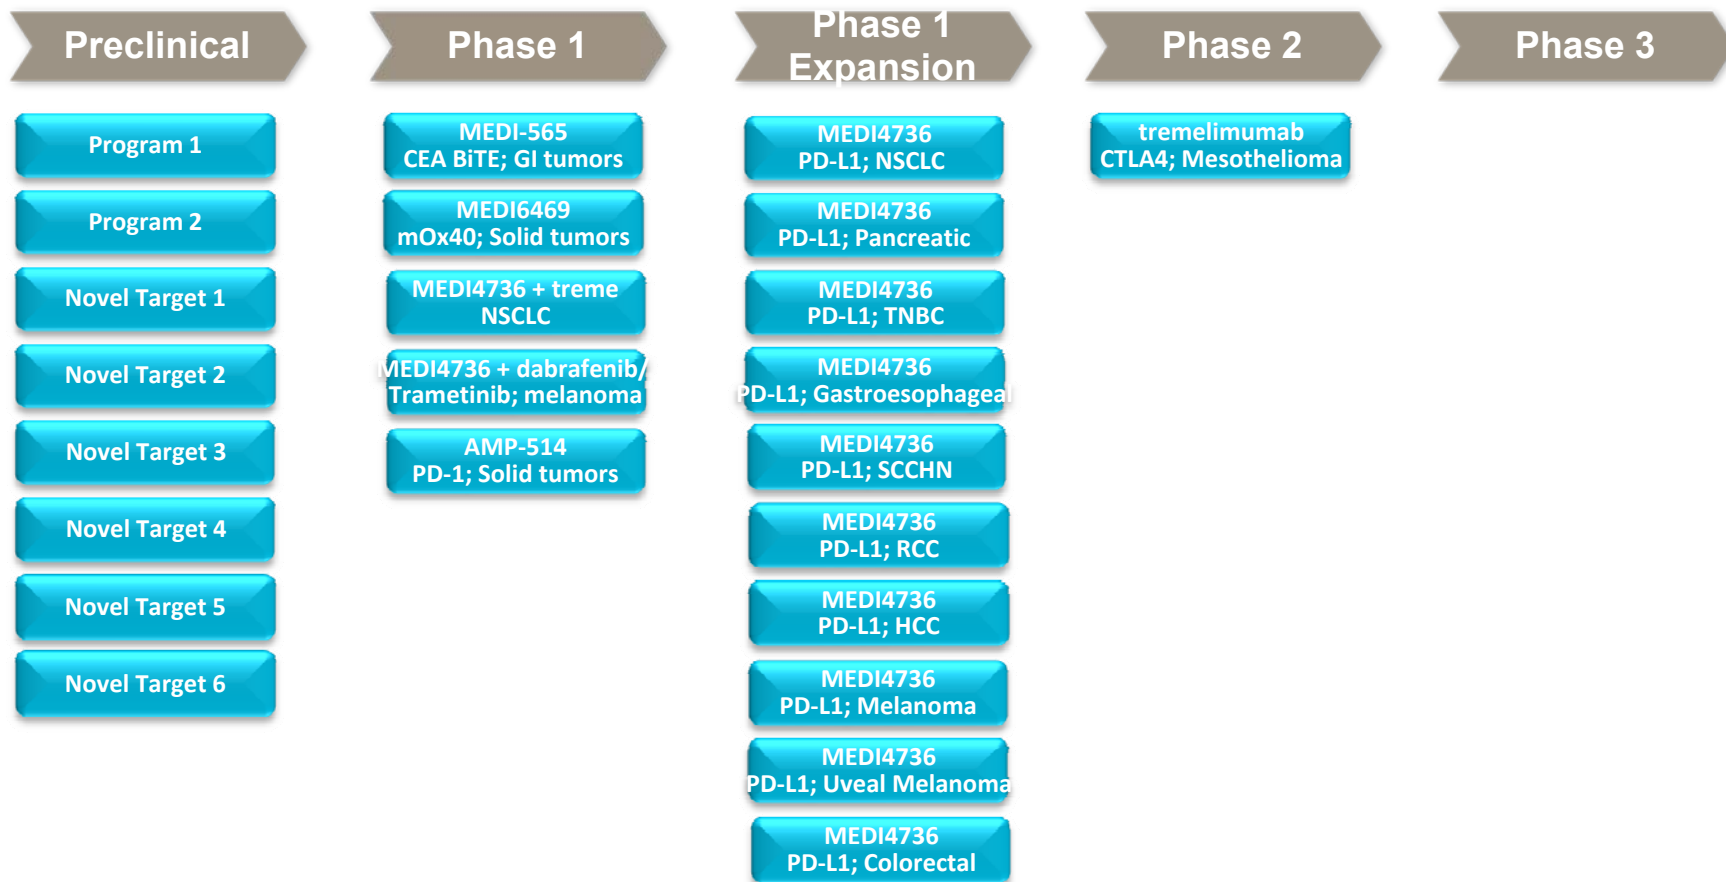 Preclinical
Program 1
Program 2
Novel Target 1
Novel Target 2
Novel Target 3
Novel Target 4
Novel Target 5
Novel Target 6
Phase 1
MEDI-565
CEA BiTE; GI tumors
MEDI6469
mOx40; Solid tumors
MEDI4736 + treme
NSCLC
MEDI4736 + dabrafenib/
Trametinib; melanoma
AMP-514
PD-1; Solid tumors
Phase 1
Expansion
MEDI4736
PD-L1; NSCLC
MEDI4736
PD-L1; Pancreatic
MEDI4736
PD-L1; TNBC
MEDI4736
PD-L1; Gastroesophageal
MEDI4736
PD-L1; SCCHN
MEDI4736
PD-L1; RCC
MEDI4736
PD-L1; HCC
MEDI4736
PD-L1; Melanoma
MEDI4736
PD-L1; Uveal Melanoma
MEDI4736
PD-L1; Colorectal
Phase 2
tremelimumab
CTLA4; Mesothelioma
Phase 3